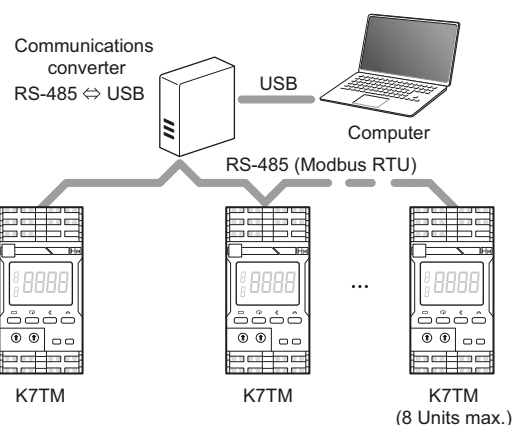 Communications
converter
RS-485 ⇔ USB
USB
Computer
RS-485 (Modbus RTU)
...
K7TM
K7TM
K7TM
(8 Units max.)